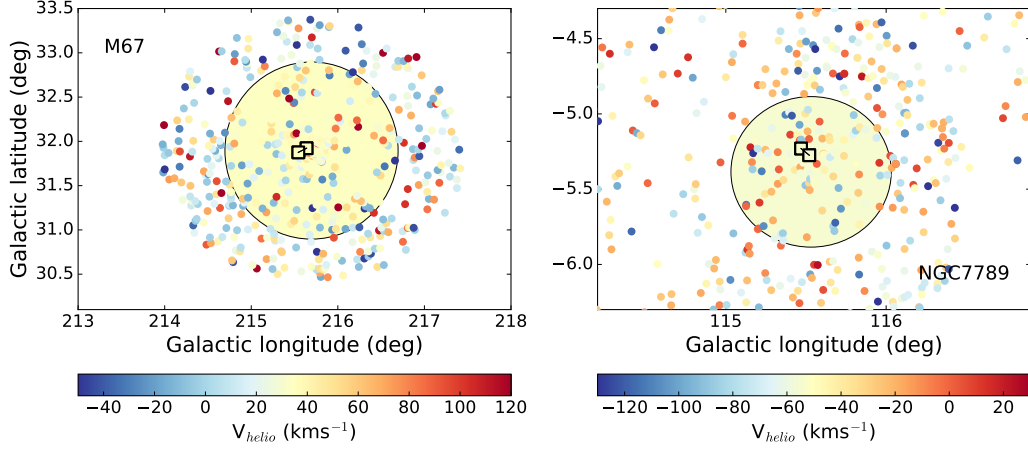 M67
33.5
33.0
32.5
32.0
31.5
31.0
30.5
Galactic latitude (deg)
213 214 215 216 217 218
Galactic longitude (deg)
−40 −20 0 20 40 60 80 100 120
V_helio (kms⁻¹)
−4.5
−5.0
−5.5
−6.0
NGC7789
115 116
Galactic longitude (deg)
−120 −100 −80 −60 −40 −20 0 20
V_helio (kms⁻¹)